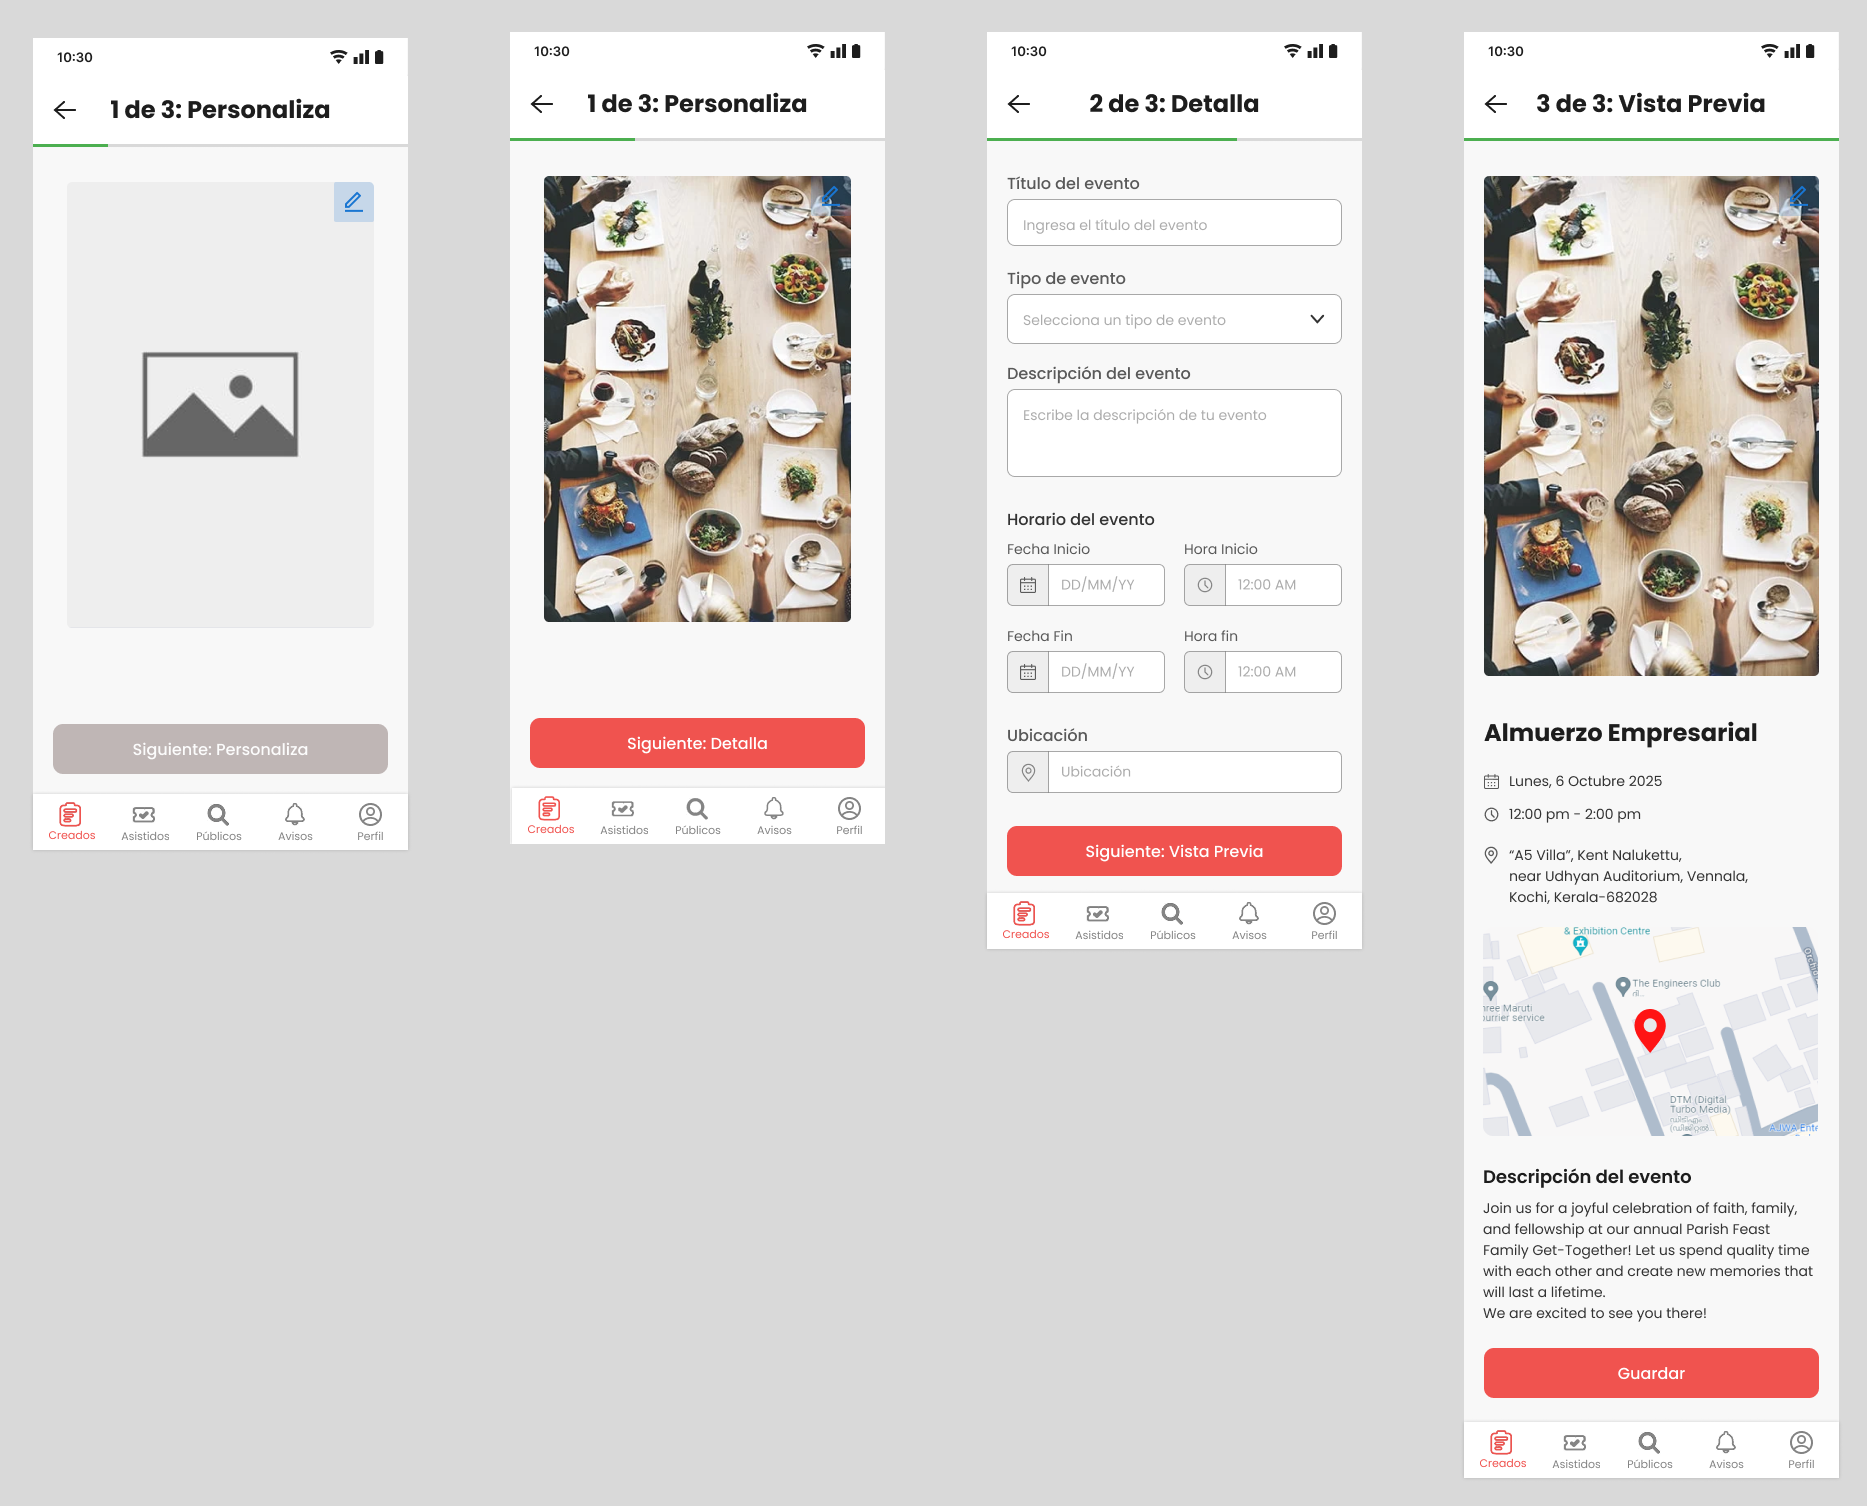 10:30
1 de 3: Personaliza
Siguiente: Personaliza
Creados
Asistidos
Públicos
Avisos
Perfil
10:30
1 de 3: Personaliza
Siguiente: Detalla
Creados
Asistidos
Públicos
Avisos
Perfil
10:30
2 de 3: Detalla
Título del evento
Ingresa el título del evento
Tipo de evento
Selecciona un tipo de evento
Descripción del evento
Escribe la descripción de tu evento
Horario del evento
Fecha Inicio
Hora Inicio
DD/MM/YY
12:00 AM
Fecha Fin
Hora fin
DD/MM/YY
12:00 AM
Ubicación
Ubicación
Siguiente: Vista Previa
Creados
Asistidos
Públicos
Avisos
Perfil
10:30
3 de 3: Vista Previa
Almuerzo Empresarial
Lunes, 6 Octubre 2025
12:00 pm - 2:00 pm
“A5 Villa”, Kent Nalukettu,
near Udhyan Auditorium, Vennala,
Kochi, Kerala-682028
& Exhibition Centre
The Engineers Club
Maruti
service
DTM (Digital
Turbo Media)
Descripción del evento
Join us for a joyful celebration of faith, family,
and fellowship at our annual Parish Feast
Family Get-Together! Let us spend quality time
with each other and create new memories that
will last a lifetime.
We are excited to see you there!
Guardar
Creados
Asistidos
Públicos
Avisos
Perfil